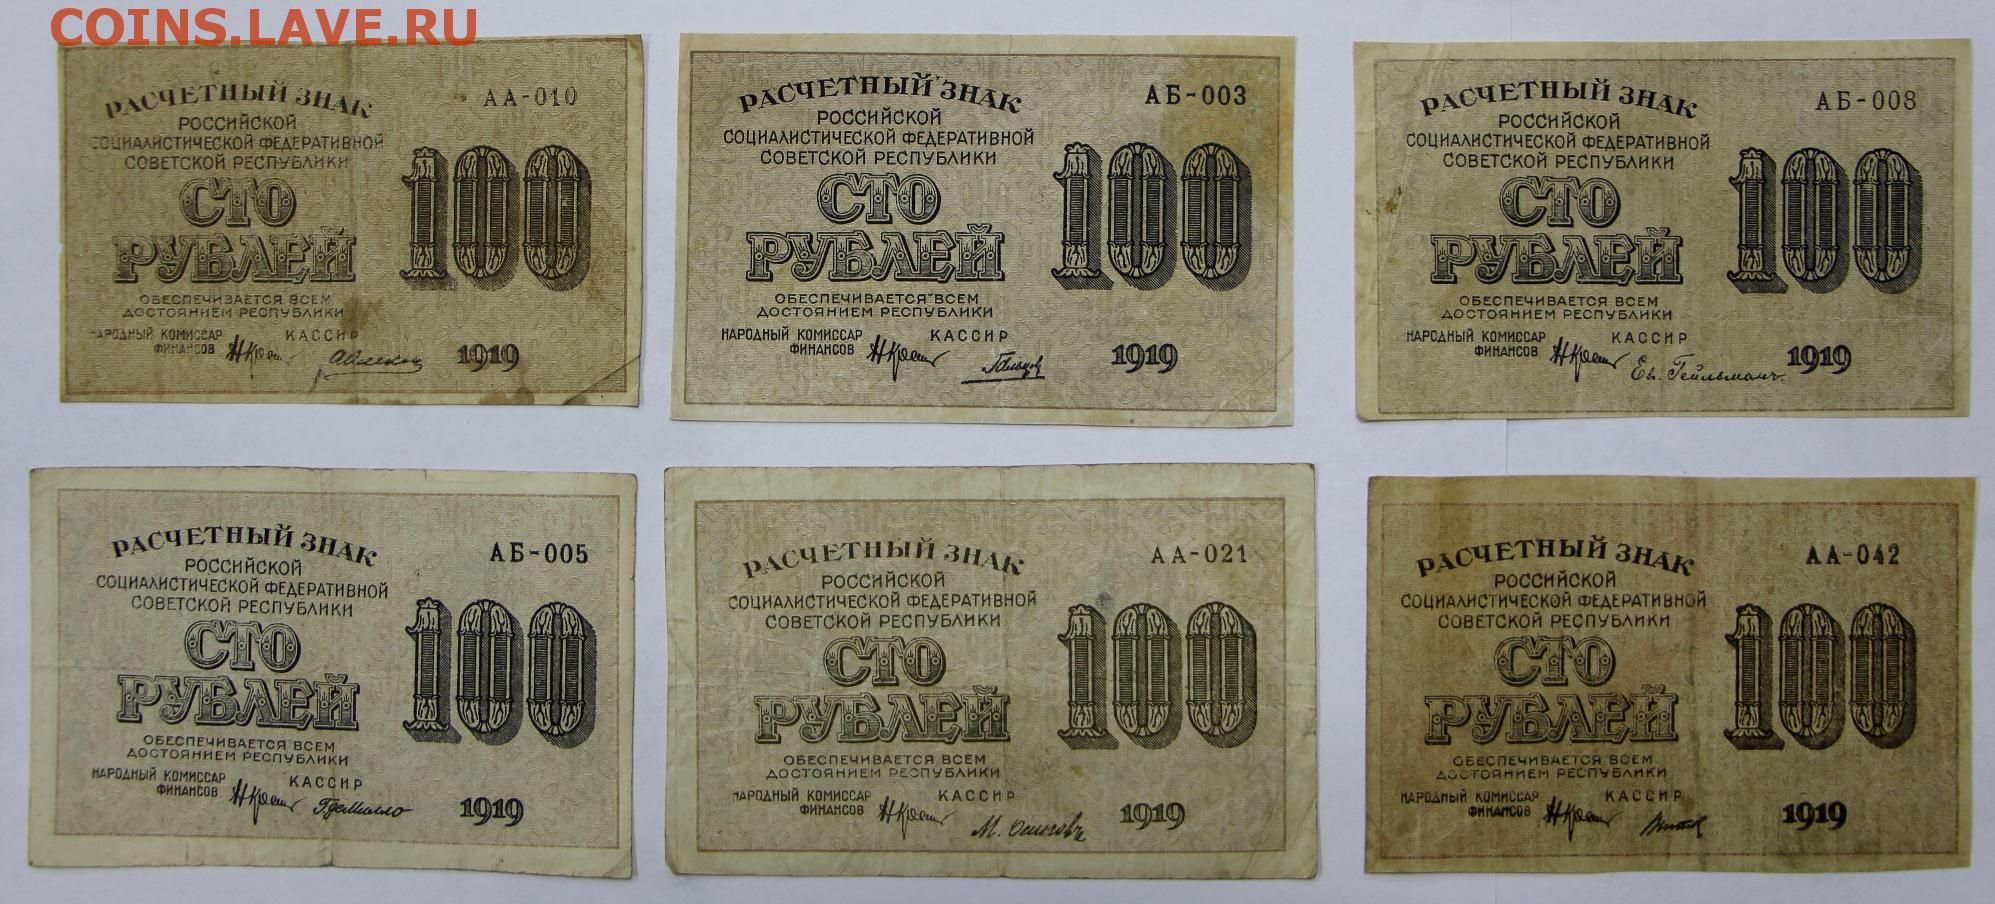 COINS.LAVE.RU
РАСЧЕТНЫЙ ЗНАК
АА-010
РОССИЙСКОЙ
СОЦИАЛИСТИЧЕСКОЙ ФЕДЕРАТИВНОЙ
СОВЕТСКОЙ РЕСПУБЛИКИ
СТО
РУБЛЕЙ
100
ОБЕСПЕЧИВАЕТСЯ ВСЕМ
ДОСТОЯНИЕМ РЕСПУБЛИКИ
НАРОДНЫЙ КОМИССАР
ФИНАНСОВ
КАССИР
1919
РАСЧЕТНЫЙ ЗНАК
АБ-003
РОССИЙСКОЙ
СОЦИАЛИСТИЧЕСКОЙ ФЕДЕРАТИВНОЙ
СОВЕТСКОЙ РЕСПУБЛИКИ
СТО
РУБЛЕЙ
100
ОБЕСПЕЧИВАЕТСЯ ВСЕМ
ДОСТОЯНИЕМ РЕСПУБЛИКИ
НАРОДНЫЙ КОМИССАР
ФИНАНСОВ
КАССИР
1919
РАСЧЕТНЫЙ ЗНАК
АБ-008
РОССИЙСКОЙ
СОЦИАЛИСТИЧЕСКОЙ ФЕДЕРАТИВНОЙ
СОВЕТСКОЙ РЕСПУБЛИКИ
СТО
РУБЛЕЙ
100
ОБЕСПЕЧИВАЕТСЯ ВСЕМ
ДОСТОЯНИЕМ РЕСПУБЛИКИ
НАРОДНЫЙ КОМИССАР
ФИНАНСОВ
КАССИР
Ев. Гейльманъ
1919
РАСЧЕТНЫЙ ЗНАК
АБ-005
РОССИЙСКОЙ
СОЦИАЛИСТИЧЕСКОЙ ФЕДЕРАТИВНОЙ
СОВЕТСКОЙ РЕСПУБЛИКИ
СТО
РУБЛЕЙ
100
ОБЕСПЕЧИВАЕТСЯ ВСЕМ
ДОСТОЯНИЕМ РЕСПУБЛИКИ
НАРОДНЫЙ КОМИССАР
ФИНАНСОВ
КАССИР
ГдеМилло
1919
РАСЧЕТНЫЙ ЗНАК
АА-021
РОССИЙСКОЙ
СОЦИАЛИСТИЧЕСКОЙ ФЕДЕРАТИВНОЙ
СОВЕТСКОЙ РЕСПУБЛИКИ
СТО
РУБЛЕЙ
100
ОБЕСПЕЧИВАЕТСЯ ВСЕМ
ДОСТОЯНИЕМ РЕСПУБЛИКИ
НАРОДНЫЙ КОМИССАР
ФИНАНСОВ
КАССИР
М. Осиповъ
1919
РАСЧЕТНЫЙ ЗНАК
АА-042
РОССИЙСКОЙ
СОЦИАЛИСТИЧЕСКОЙ ФЕДЕРАТИВНОЙ
СОВЕТСКОЙ РЕСПУБЛИКИ
СТО
РУБЛЕЙ
100
ОБЕСПЕЧИВАЕТСЯ ВСЕМ
ДОСТОЯНИЕМ РЕСПУБЛИКИ
НАРОДНЫЙ КОМИССАР
ФИНАНСОВ
КАССИР
1919